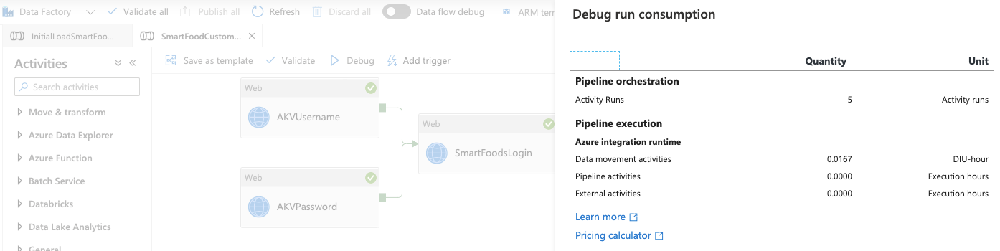 Data Factory Validate all Publish all Refresh Discard all Data flow debug ARM tem
InitialLoadSmartFoo... SmartFoodCustom...
Activities
Search activities
Move & transform
Azure Data Explorer
Azure Function
Batch Service
Databricks
Data Lake Analytics
General
Save as template Validate Debug Add trigger
Web
AKVUsername
Web
SmartFoodsLogin
Web
AKVPassword
Debug run consumption
Quantity Unit
Pipeline orchestration
Activity Runs 5 Activity runs
Pipeline execution
Azure integration runtime
Data movement activities 0.0167 DIU-hour
Pipeline activities 0.0000 Execution hours
External activities 0.0000 Execution hours
Learn more
Pricing calculator